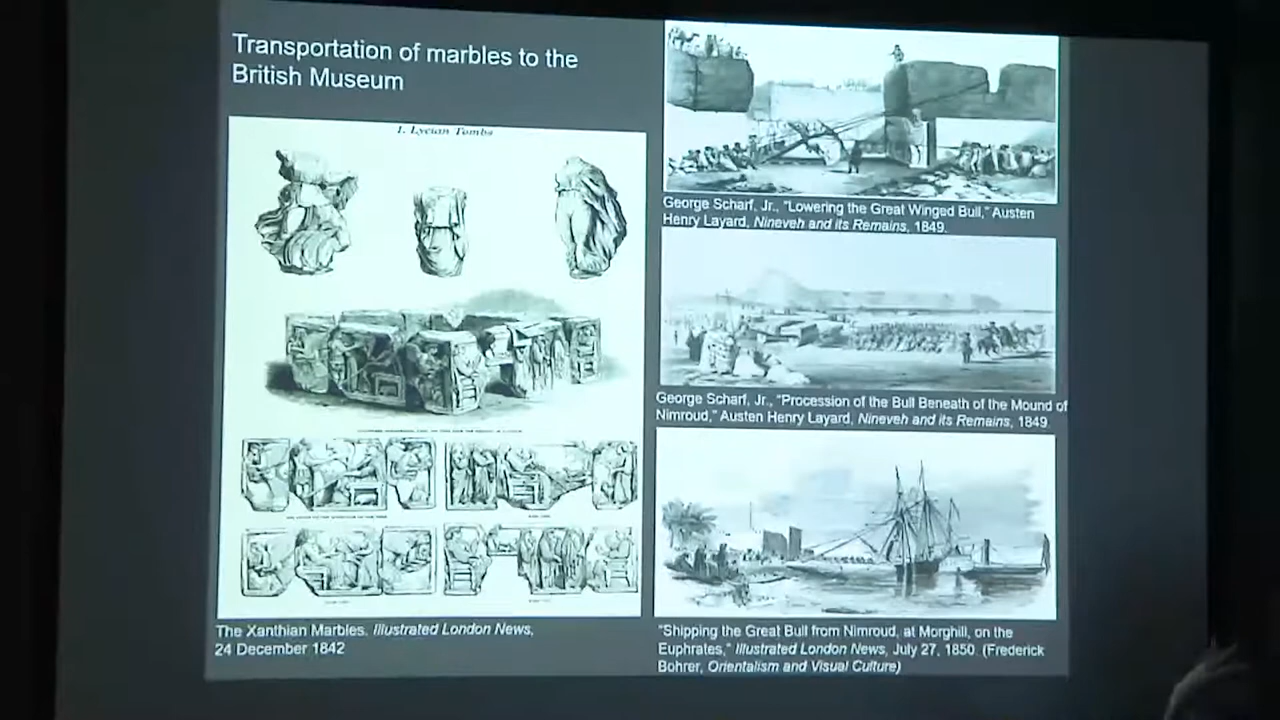 Transportation of marbles to the
British Museum
1. Lycian Tombs
The Xanthian Marbles, Illustrated London News,
24 December 1842
George Scharf, Jr., "Lowering the Great Winged Bull," Austen
Henry Layard, Nineveh and its Remains, 1849.
George Scharf, Jr., "Procession of the Bull Beneath of the Mound of
Nimroud," Austen Henry Layard, Nineveh and its Remains, 1849.
"Shipping the Great Bull from Nimroud, at Morghill, on the
Euphrates," Illustrated London News, July 27, 1850. (Frederick
Bohrer, Orientalism and Visual Culture)